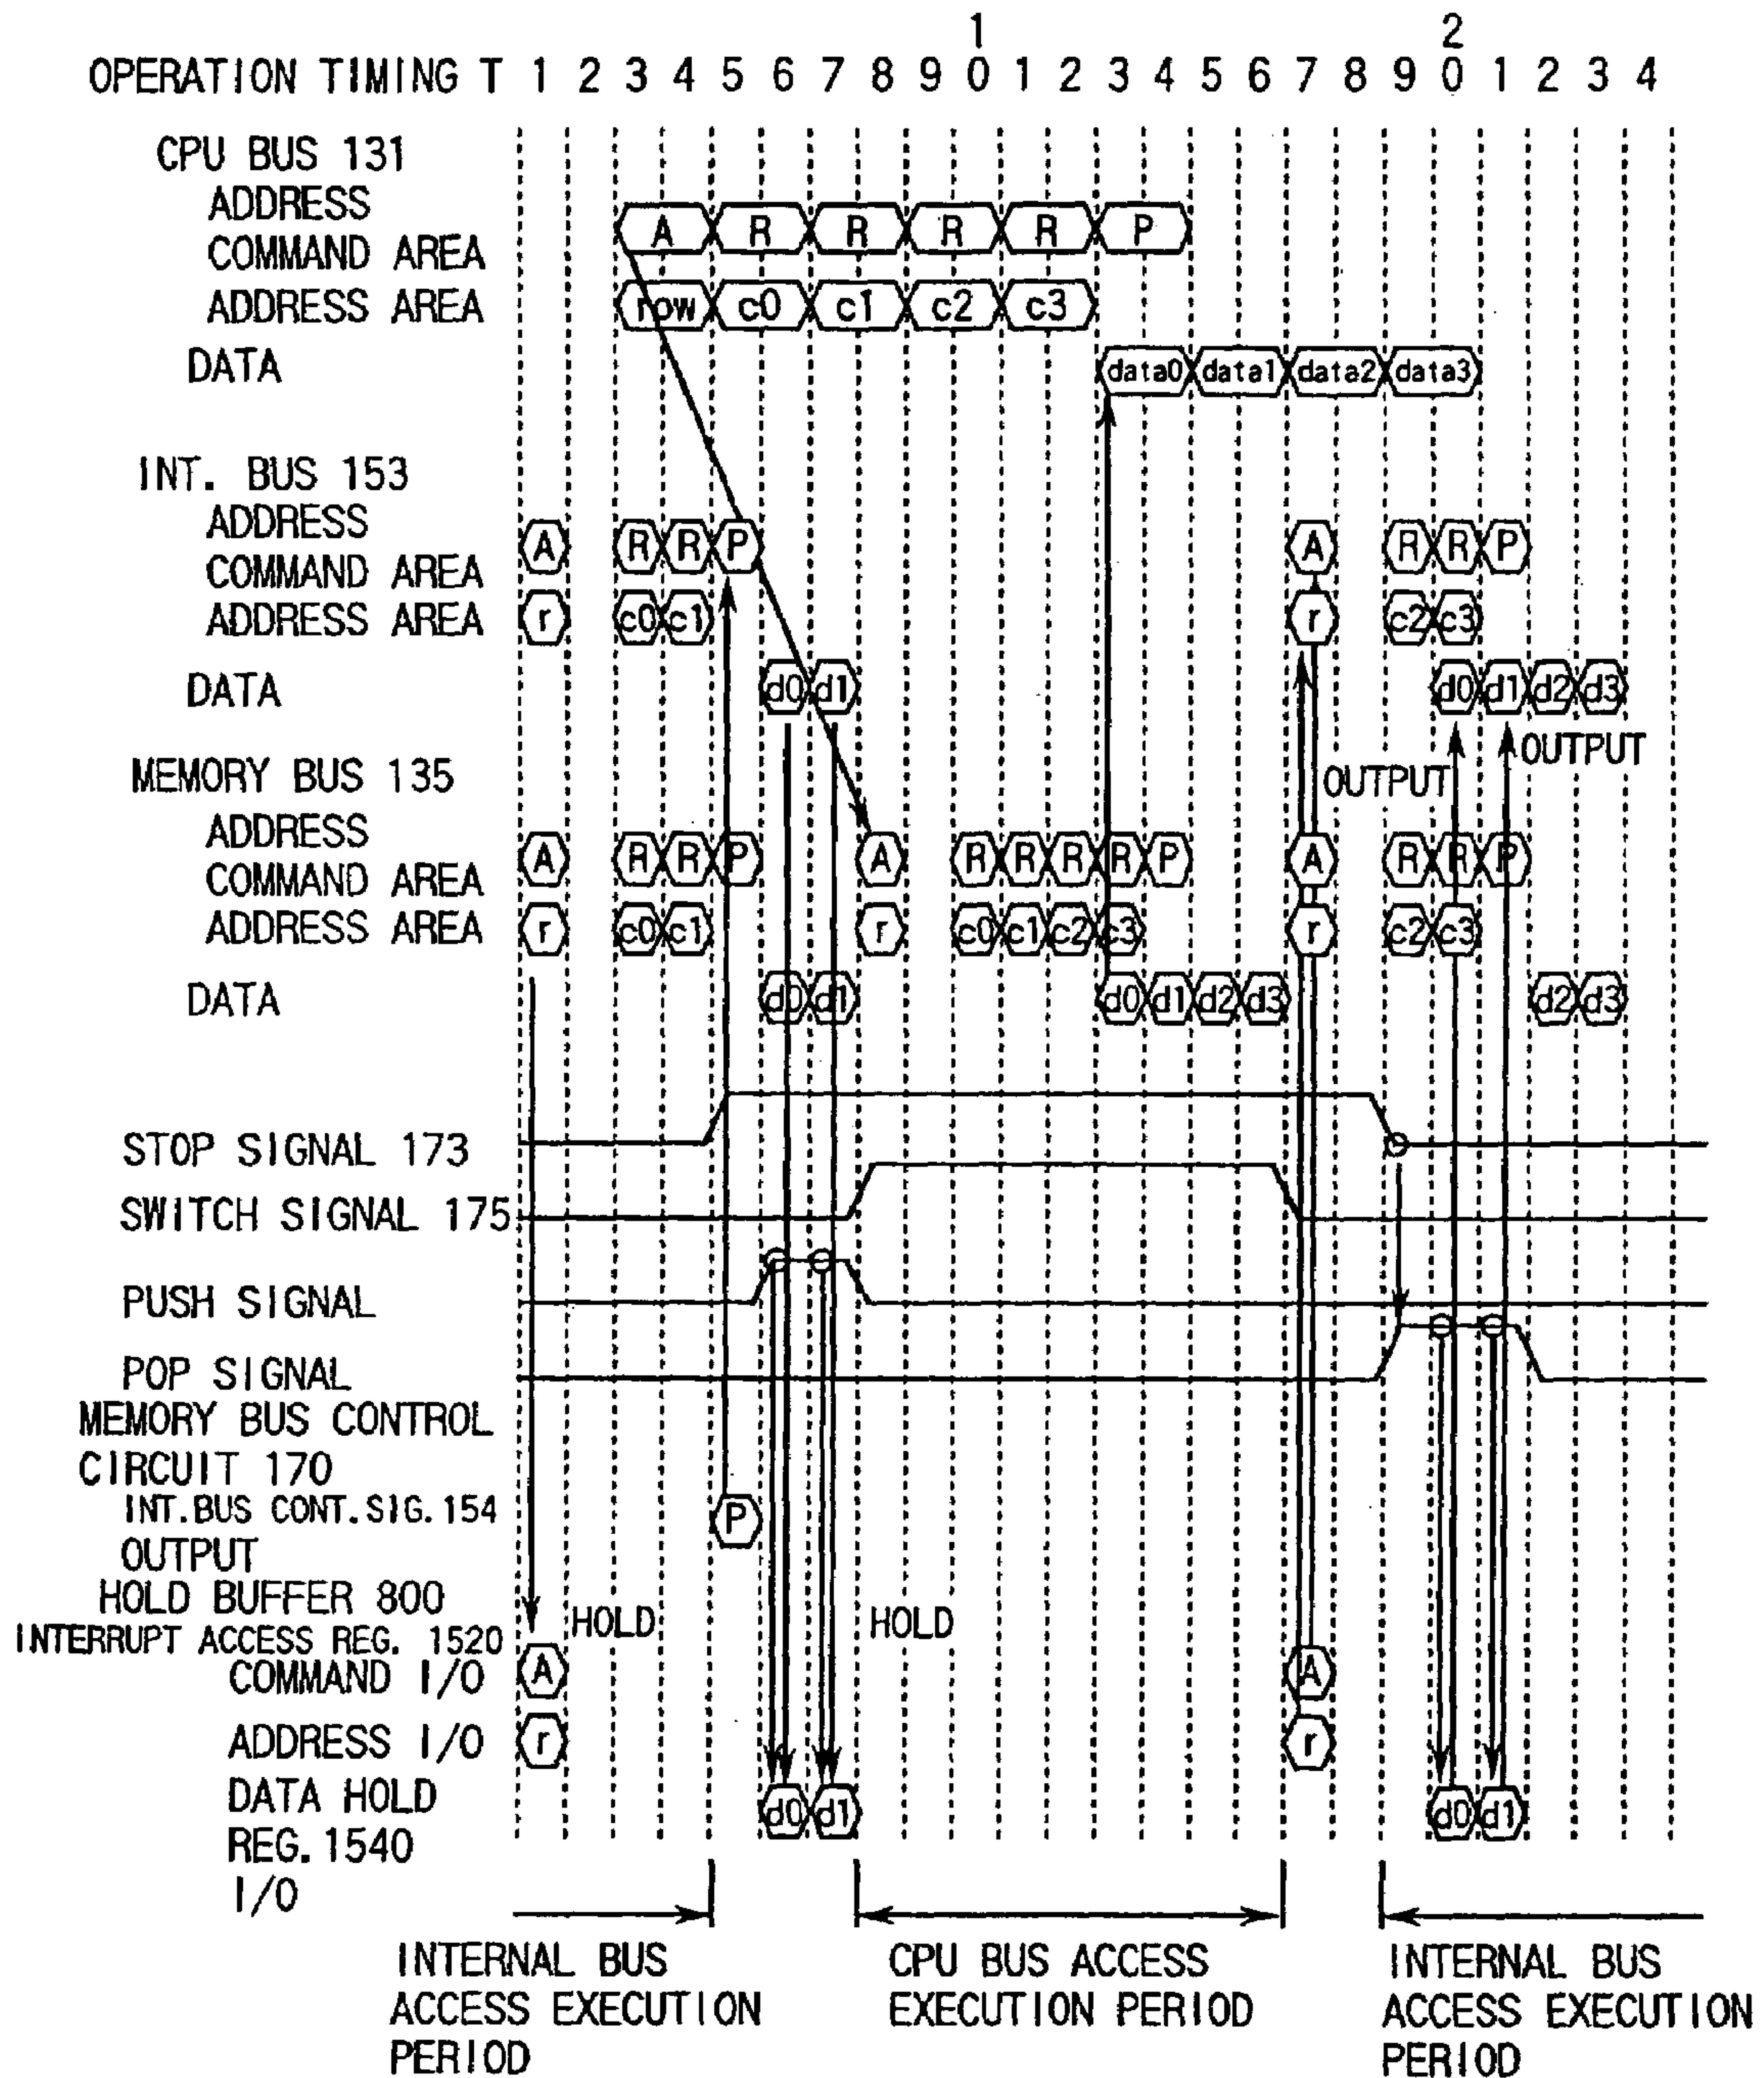 1 2
OPERATION TIMING T 1 2 3 4 5 6 7 8 9 0 1 2 3 4 5 6 7 8 9 0 1 2 3 4
CPU BUS 131
ADDRESS
COMMAND AREA
A R R R R P
ADDRESS AREA
row c0 c1 c2 c3
DATA
data0 data1 data2 data3
INT. BUS 153
ADDRESS
COMMAND AREA
A R R P A R R P
ADDRESS AREA
r c0 c1 r c2 c3
DATA
d0 d1 d0 d1 d2 d3
OUTPUT OUTPUT
MEMORY BUS 135
ADDRESS
COMMAND AREA
A R R P A R R R R P A R R P
ADDRESS AREA
r c0 c1 r c0 c1 c2 c3 r c2 c3
DATA
d0 d1 d0 d1 d2 d3 d2 d3
STOP SIGNAL 173
SWITCH SIGNAL 175
PUSH SIGNAL
POP SIGNAL
MEMORY BUS CONTROL
CIRCUIT 170
INT.BUS CONT.SIG.154
P
OUTPUT
HOLD BUFFER 800
HOLD HOLD
INTERRUPT ACCESS REG. 1520
COMMAND I/O
A A
ADDRESS I/O
r r
DATA HOLD
d0 d1 d0 d1
REG.1540
I/O
INTERNAL BUS
ACCESS EXECUTION
PERIOD
CPU BUS ACCESS
EXECUTION PERIOD
INTERNAL BUS
ACCESS EXECUTION
PERIOD